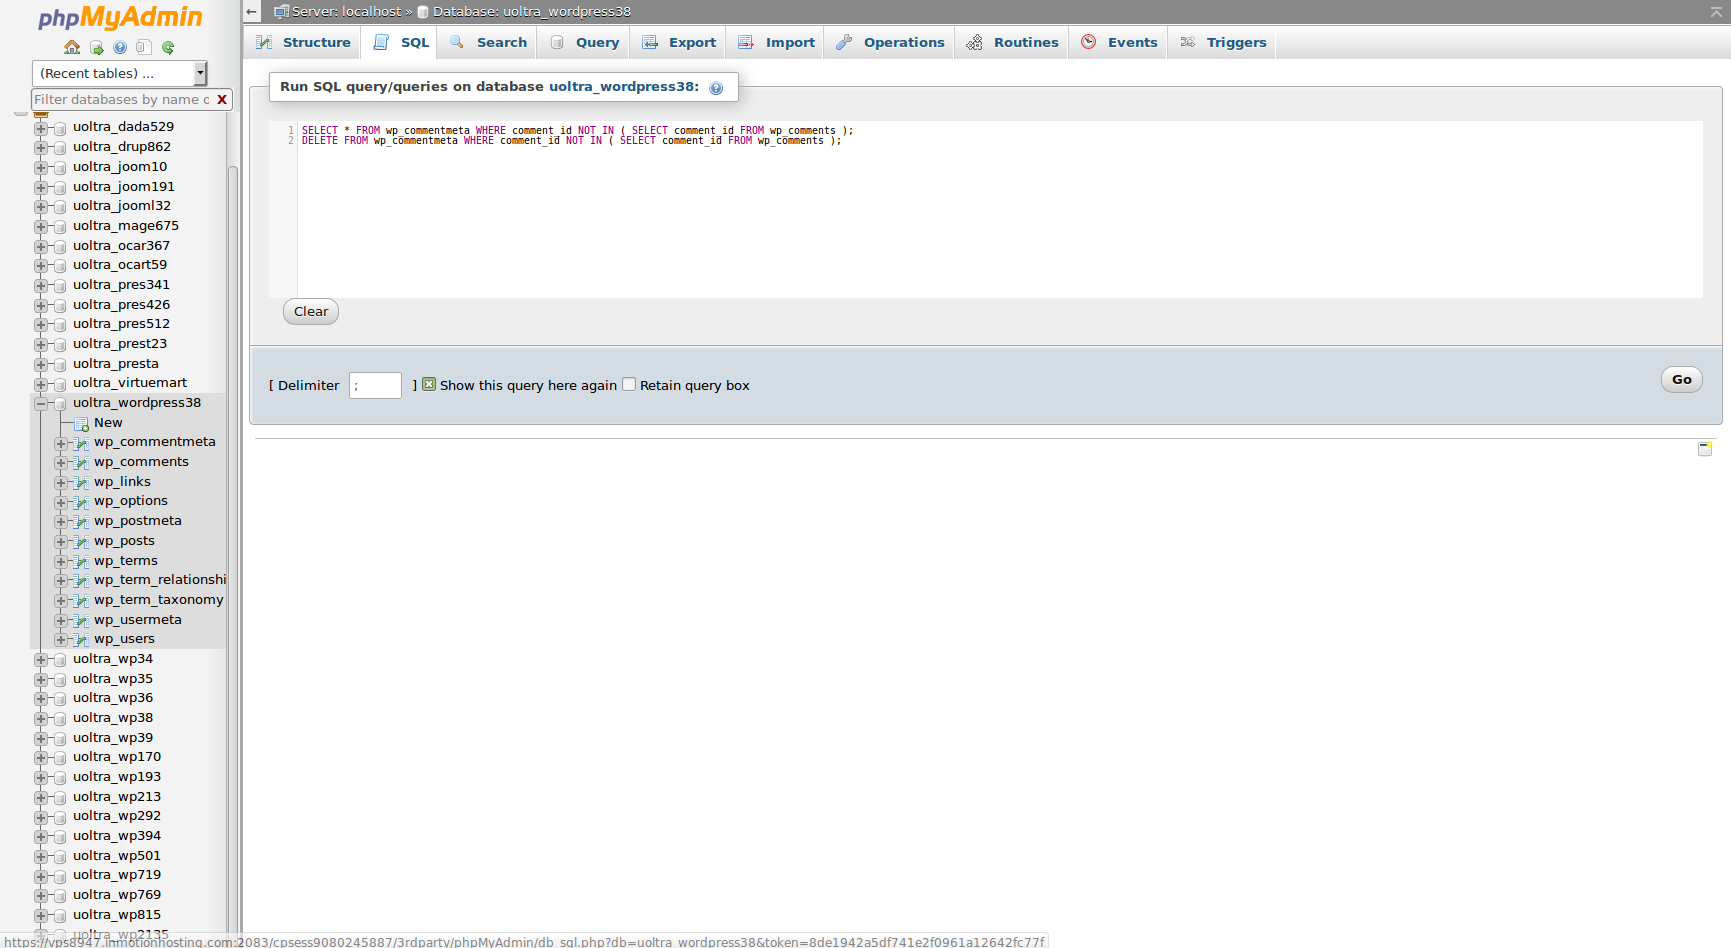 phpMyAdmin
(Recent tables) ...
Filter databases by name o X
uoltra_dada529
uoltra_drup862
uoltra_joom10
uoltra_joom191
uoltra_jooml32
uoltra_mage675
uoltra_ocar367
uoltra_ocart59
uoltra_pres341
uoltra_pres426
uoltra_pres512
uoltra_prest23
uoltra_presta
uoltra_virtuemart
uoltra_wordpress38
New
wp_commentmeta
wp_comments
wp_links
wp_options
wp_postmeta
wp_posts
wp_terms
wp_term_relationshi
wp_term_taxonomy
wp_usermeta
wp_users
uoltra_wp34
uoltra_wp35
uoltra_wp36
uoltra_wp38
uoltra_wp39
uoltra_wp170
uoltra_wp193
uoltra_wp213
uoltra_wp292
uoltra_wp394
uoltra_wp501
uoltra_wp719
uoltra_wp769
uoltra_wp815
uoltra_wp2135
Server: localhost » Database: uoltra_wordpress38
Structure SQL Search Query Export Import Operations Routines Events Triggers
Run SQL query/queries on database uoltra_wordpress38:
1 SELECT * FROM wp_commentmeta WHERE comment_id NOT IN ( SELECT comment_id FROM wp_comments );
2 DELETE FROM wp_commentmeta WHERE comment_id NOT IN ( SELECT comment_id FROM wp_comments );
Clear
[ Delimiter ; ] Show this query here again Retain query box
Go
https://vps8947.inmotionhosting.com:2083/cpsess9080245887/3rdparty/phpMyAdmin/db_sql.php?db=uoltra_wordpress38&token=8de1942a5df741e2f0961a12642fc77f